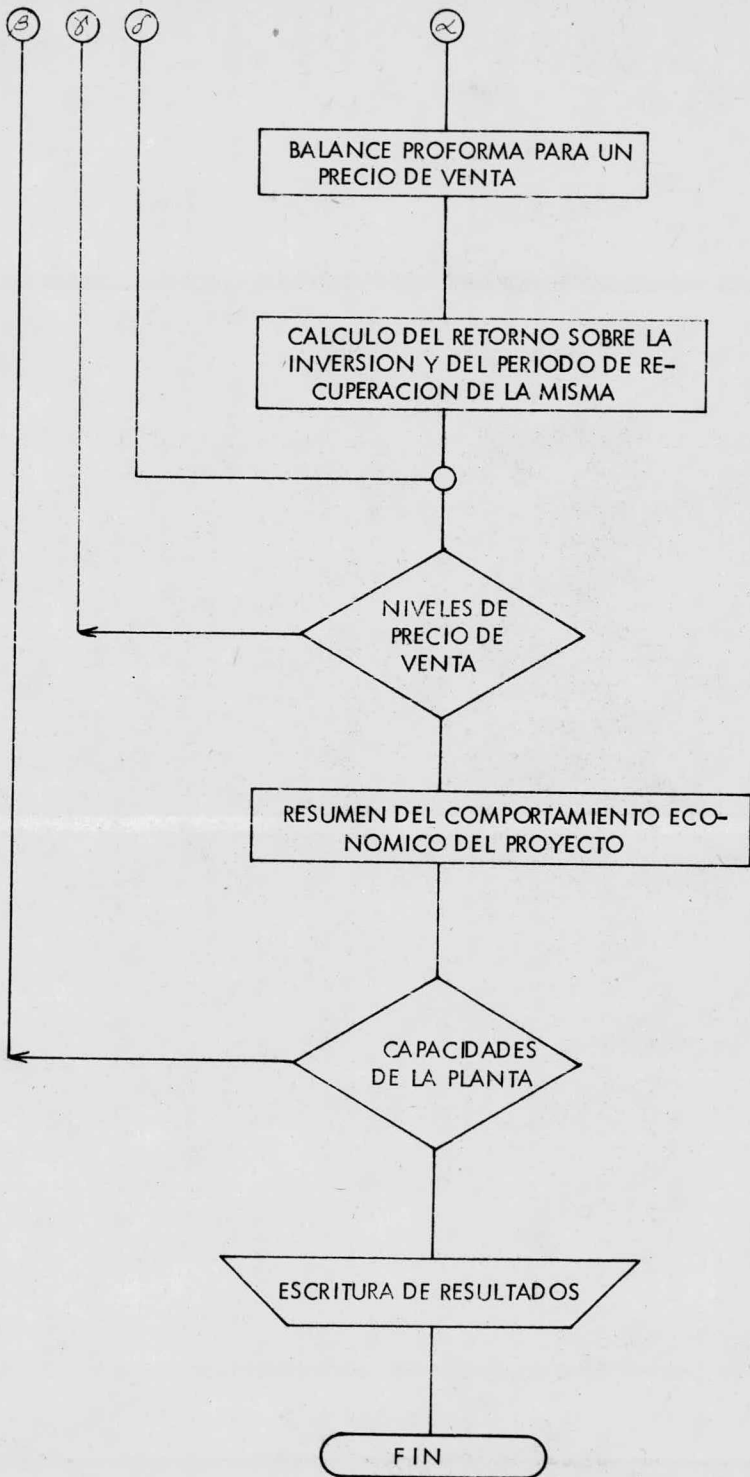 β γ δ α
BALANCE PROFORMA PARA UN
PRECIO DE VENTA
CALCULO DEL RETORNO SOBRE LA
INVERSION Y DEL PERIODO DE RE-
CUPERACION DE LA MISMA
NIVELES DE
PRECIO DE
VENTA
RESUMEN DEL COMPORTAMIENTO ECO-
NOMICO DEL PROYECTO
CAPACIDADES
DE LA PLANTA
ESCRITURA DE RESULTADOS
FIN